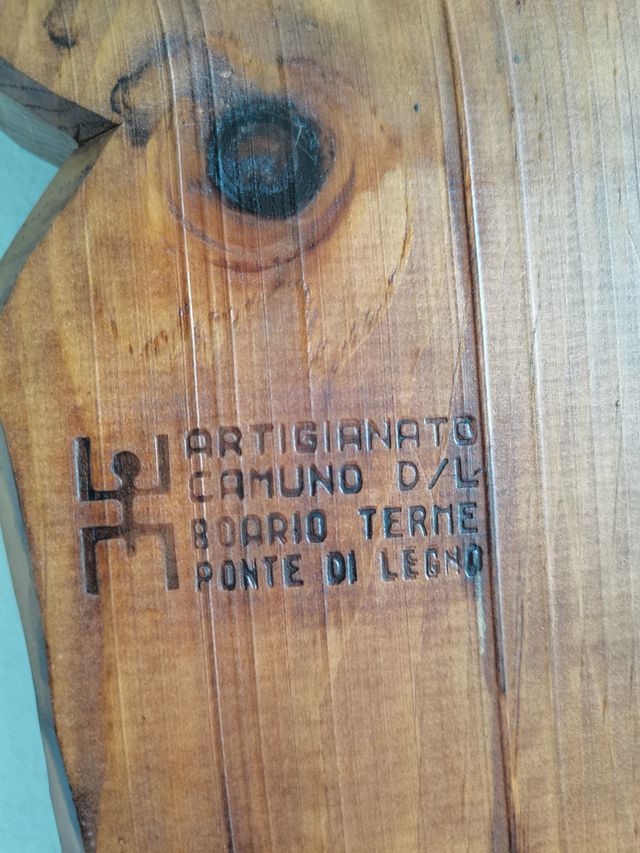 ARTIGIANATO
CAMUNO D/L
BOARIO TERME
PONTE DI LEGNO